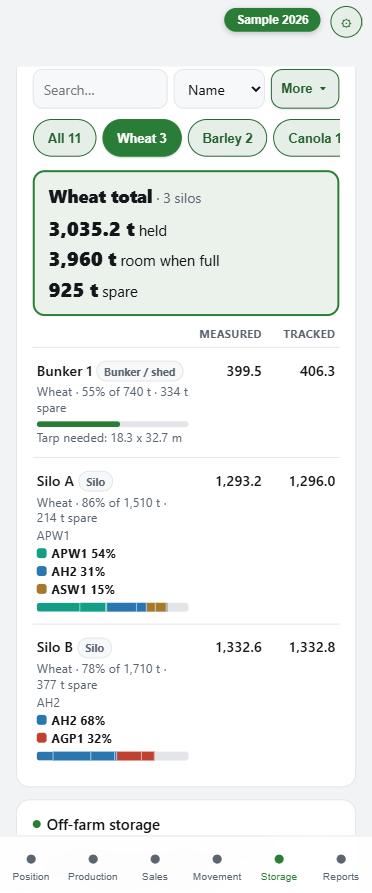 Sample 2026
Search...
Name
More
All 11
Wheat 3
Barley 2
Canola 1
Wheat total · 3 silos
3,035.2 t held
3,960 t room when full
925 t spare
MEASURED TRACKED
Bunker 1 Bunker / shed 399.5 406.3
Wheat · 55% of 740 t · 334 t
spare
Tarp needed: 18.3 x 32.7 m
Silo A Silo 1,293.2 1,296.0
Wheat · 86% of 1,510 t ·
214 t spare
APW1
APW1 54%
AH2 31%
ASW1 15%
Silo B Silo 1,332.6 1,332.8
Wheat · 78% of 1,710 t ·
377 t spare
AH2
AH2 68%
AGP1 32%
Off-farm storage
Position Production Sales Movement Storage Reports